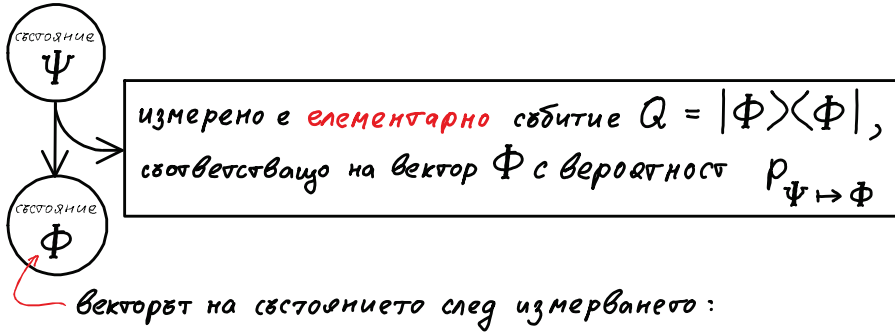 състояние
Ψ
измерено е елементарно събитие Q = |Φ⟩⟨Φ|,
съответстващо на вектор Φ с вероятност p_{Ψ↦Φ}
състояние
Φ
векторът на състоянието след измерването: